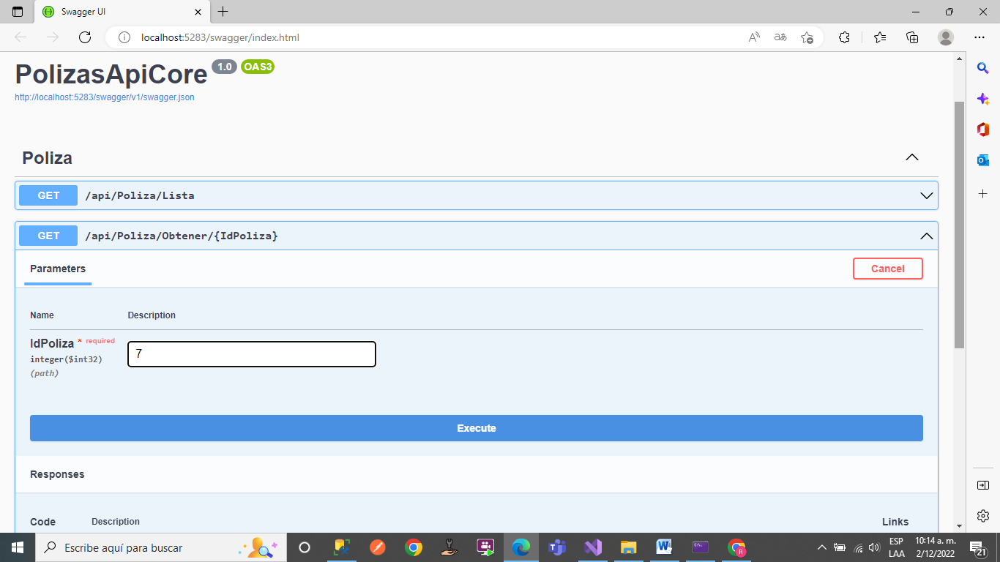 Swagger UI
localhost:5283/swagger/index.html
PolizasApiCore 1.0 OAS3
http://localhost:5283/swagger/v1/swagger.json
Poliza
GET /api/Poliza/Lista
GET /api/Poliza/Obtener/{IdPoliza}
Parameters Cancel
Name Description
IdPoliza * required
integer($int32)
(path)
7
Execute
Responses
Code Description Links
Escribe aquí para buscar
ESP 10:14 a. m.
LAA 2/12/2022
21